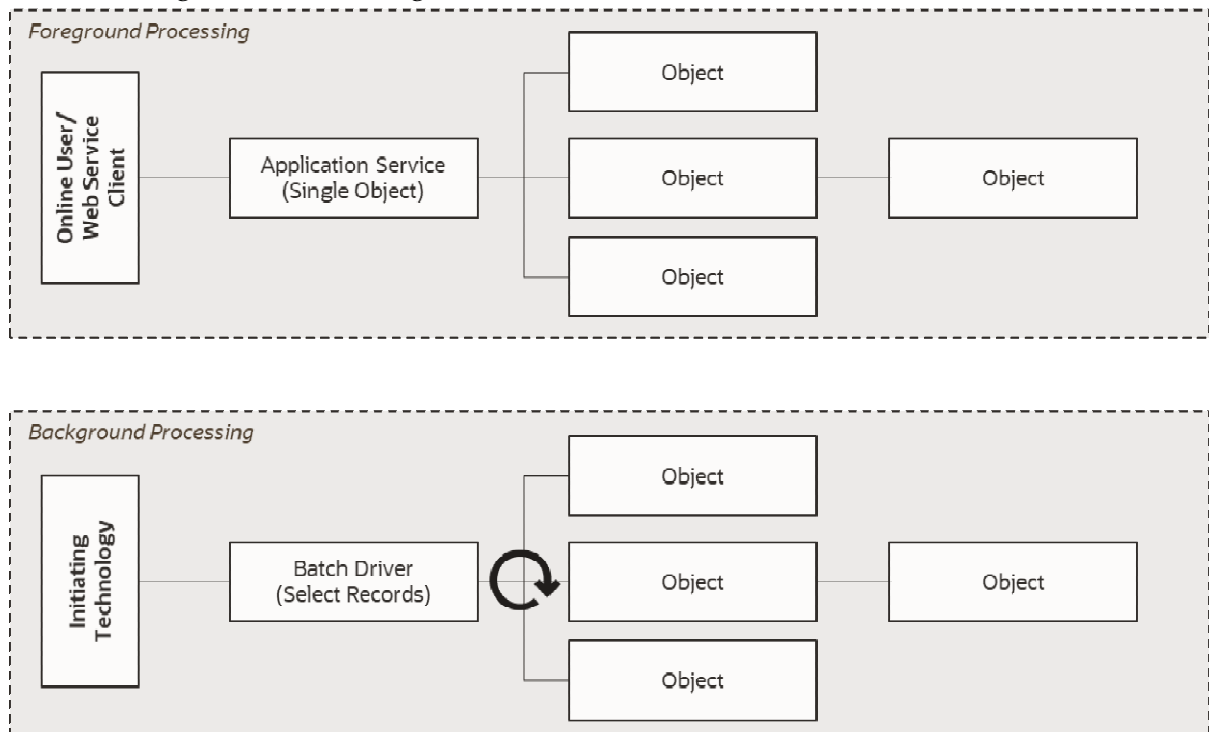 Foreground Processing
Online User/
Web Service
Client
Application Service
(Single Object)
Object
Object
Object
Object
Background Processing
Initiating
Technology
Batch Driver
(Select Records)
Object
Object
Object
Object